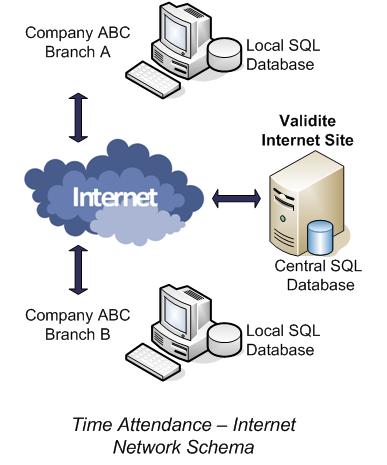 Company ABC
Branch A
Local SQL
Database
Validite
Internet Site
Internet
Central SQL
Database
Company ABC
Branch B
Local SQL
Database
Time Attendance – Internet
Network Schema